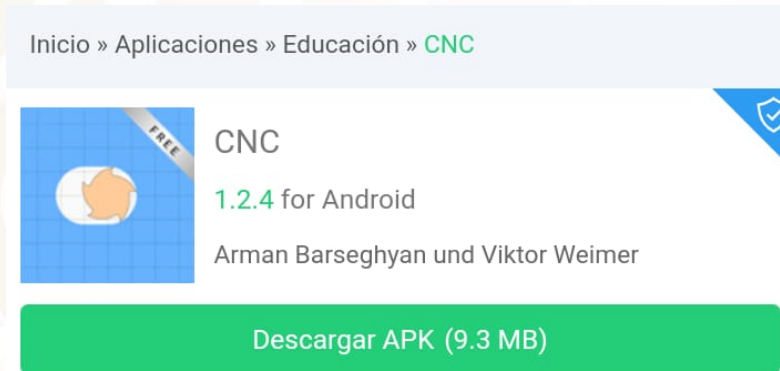 Inicio » Aplicaciones » Educación » CNC
FREE
CNC
1.2.4 for Android
Arman Barseghyan und Viktor Weimer
Descargar APK (9.3 MB)